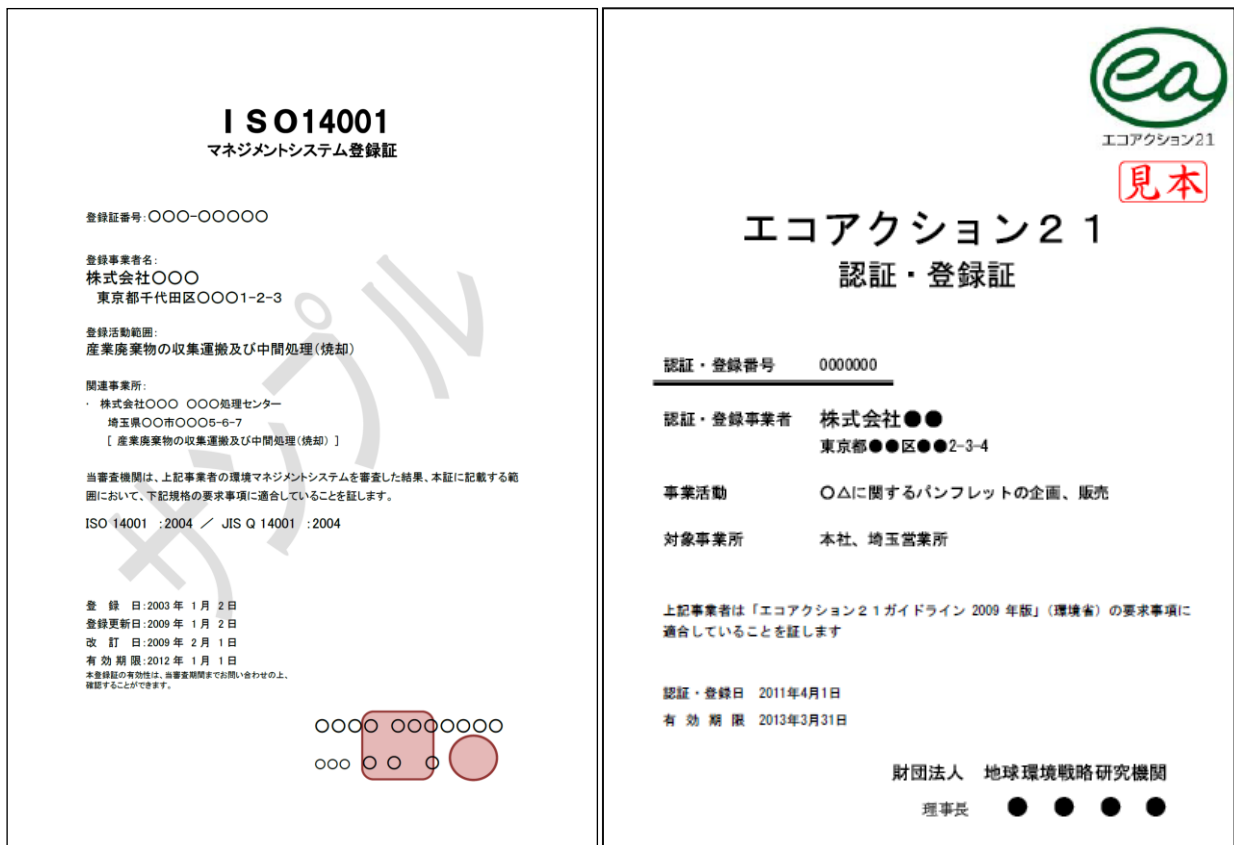 ISO14001
マネジメントシステム登録証
登録証番号:〇〇〇-〇〇〇〇〇
登録事業者名:
株式会社〇〇〇
東京都千代田区〇〇〇1-2-3
登録活動範囲:
産業廃棄物の収集運搬及び中間処理(焼却)
関連事業所:
・ 株式会社〇〇〇 〇〇〇処理センター
埼玉県〇〇市〇〇〇5-6-7
[ 産業廃棄物の収集運搬及び中間処理(焼却) ]
当審査機関は、上記事業者の環境マネジメントシステムを審査した結果、本証に記載する範
囲において、下記規格の要求事項に適合していることを証します。
ISO 14001 :2004 / JIS Q 14001 :2004
サンプル
登 録 日:2003 年 1 月 2 日
登録更新日:2009 年 1 月 2 日
改 訂 日:2009 年 2 月 1 日
有 効 期 限:2012 年 1 月 1 日
本登録証の有効性は、当審査期間までお問い合わせの上、
確認することができます。
〇〇〇〇 〇〇〇〇〇〇〇
〇〇〇 〇 〇 〇
ea
エコアクション21
見本
エコアクション21
認証・登録証
認証・登録番号 0000000
認証・登録事業者 株式会社●●
東京都●●区●●2-3-4
事業活動 〇△に関するパンフレットの企画、販売
対象事業所 本社、埼玉営業所
上記事業者は「エコアクション21ガイドライン 2009 年版」(環境省)の要求事項に
適合していることを証します
認証・登録日 2011年4月1日
有 効 期 限 2013年3月31日
財団法人 地球環境戦略研究機関
理事長 ● ● ● ●